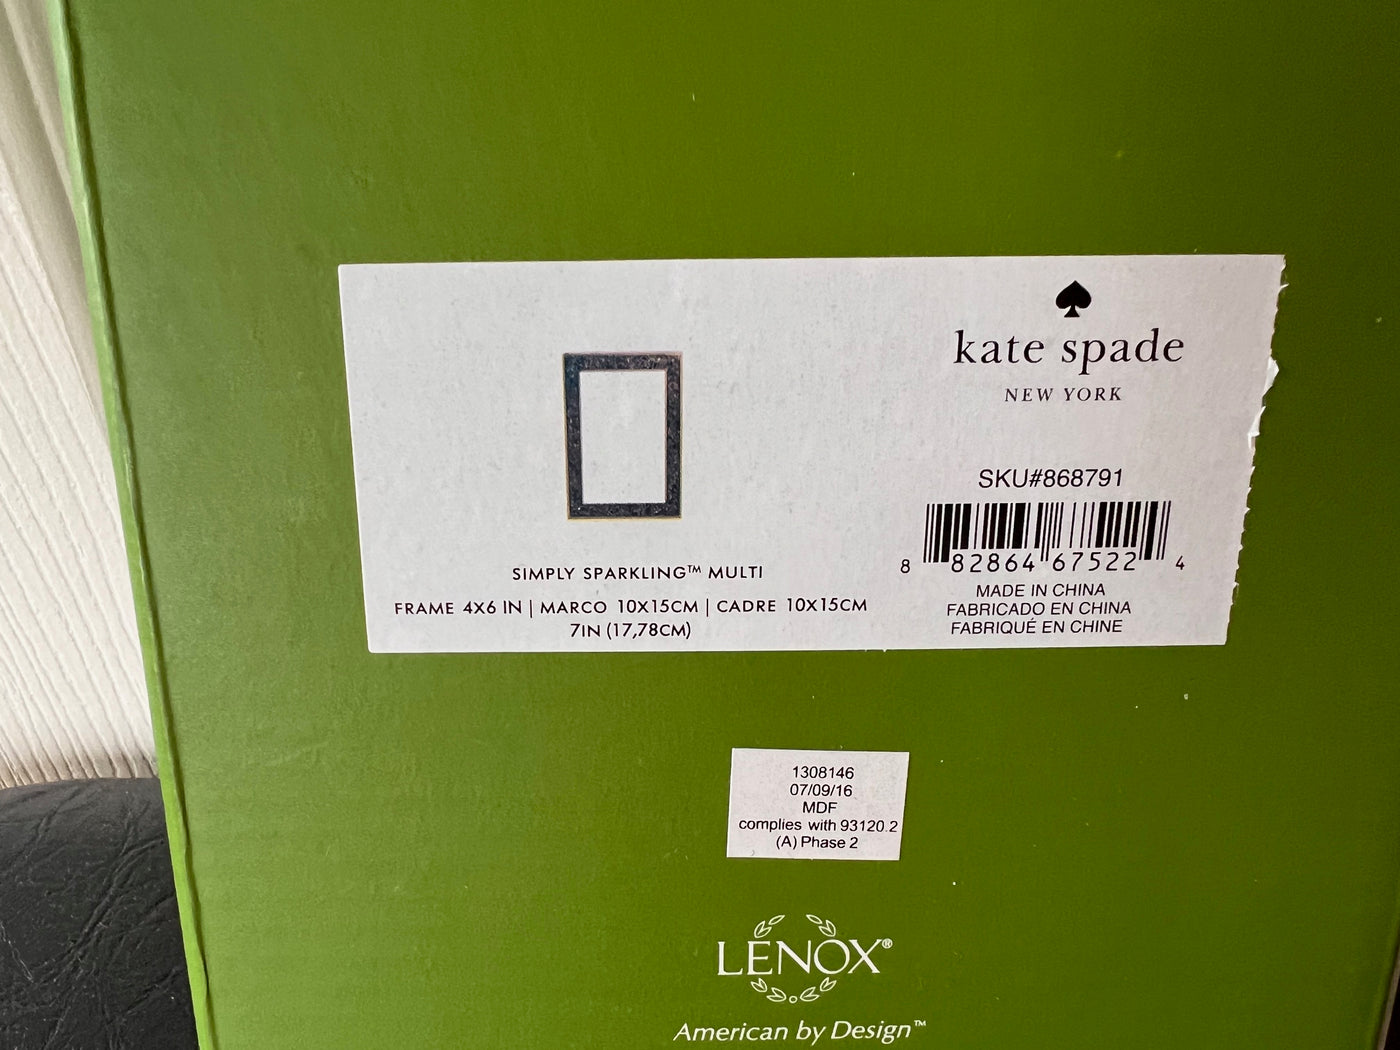 kate spade
NEW YORK
SKU#868791
8 82864 67522 4
MADE IN CHINA
FABRICADO EN CHINA
FABRIQUÉ EN CHINE
SIMPLY SPARKLING™ MULTI
FRAME 4X6 IN | MARCO 10X15CM | CADRE 10X15CM
7IN (17,78CM)
1308146
07/09/16
MDF
complies with 93120.2
(A) Phase 2
LENOX®
American by Design™